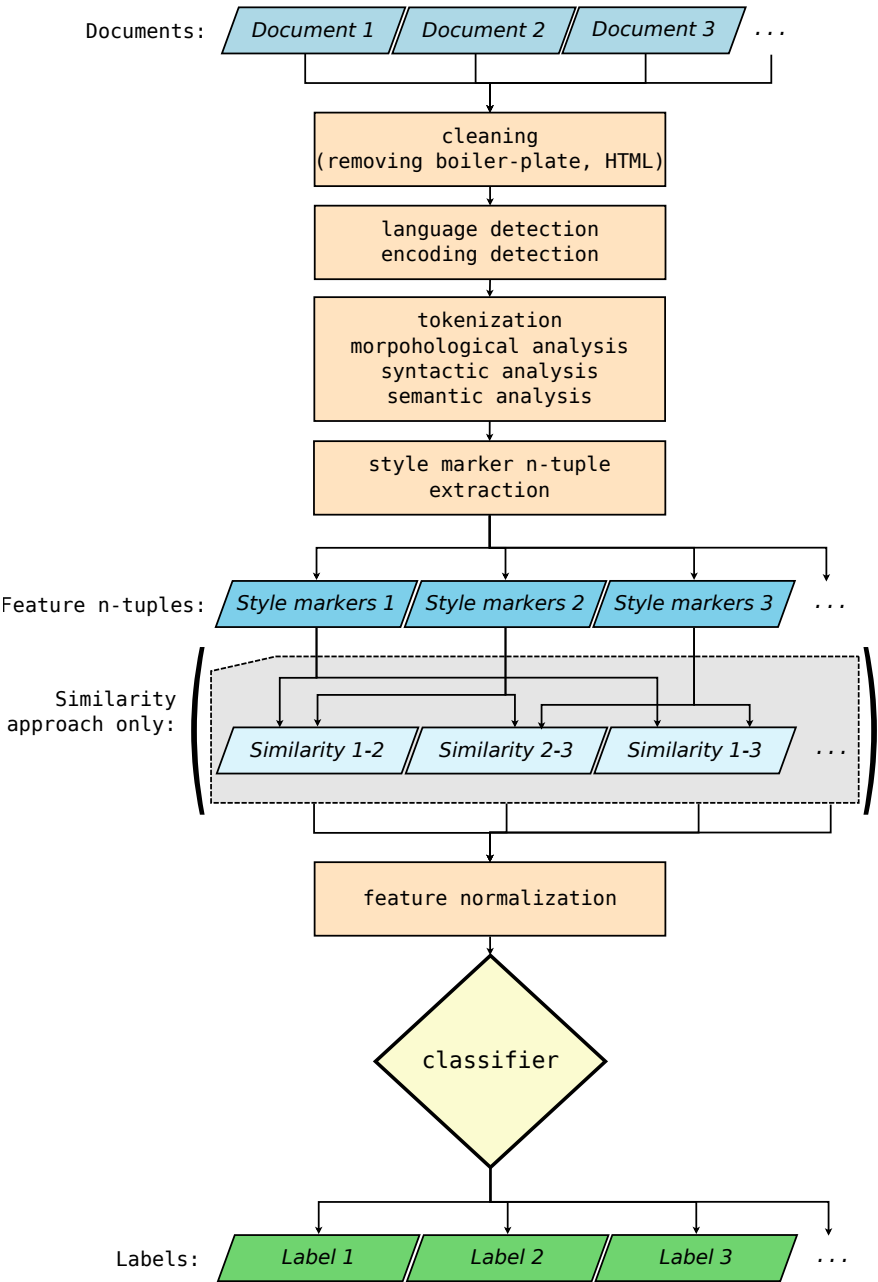 Documents: Document 1 Document 2 Document 3 ...
cleaning
(removing boiler-plate, HTML)
language detection
encoding detection
tokenization
morpohological analysis
syntactic analysis
semantic analysis
style marker n-tuple
extraction
Feature n-tuples: Style markers 1 Style markers 2 Style markers 3 ...
Similarity
approach only:
Similarity 1-2 Similarity 2-3 Similarity 1-3 ...
feature normalization
classifier
Labels: Label 1 Label 2 Label 3 ...